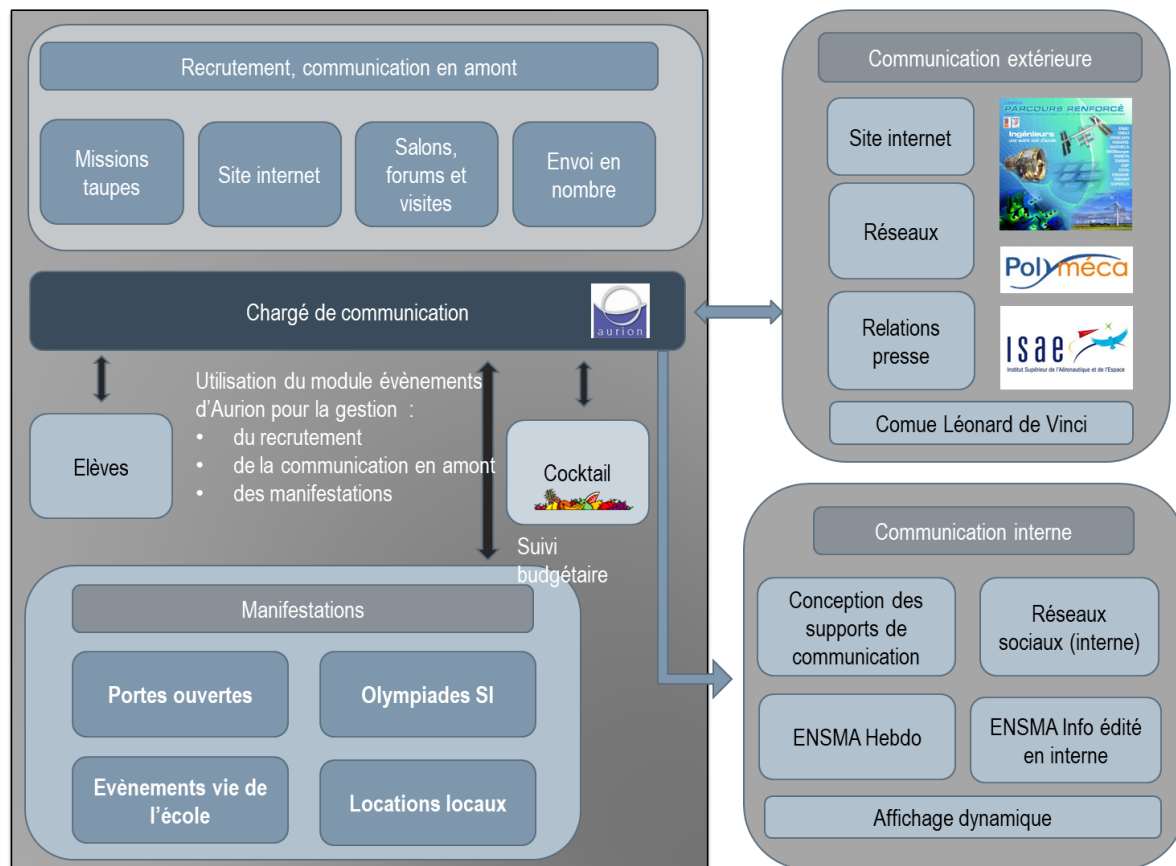 Recrutement, communication en amont
Missions
taupes
Site internet
Salons,
forums et
visites
Envoi en
nombre
Chargé de communication
aurion
Elèves
Utilisation du module évènements
d'Aurion pour la gestion :
• du recrutement
• de la communication en amont
• des manifestations
Cocktail
Suivi
budgétaire
Manifestations
Portes ouvertes
Olympiades SI
Evènements vie de
l'école
Locations locaux
Communication extérieure
Site internet
Réseaux
Relations
presse
PARCOURS RENFORCÉ
Ingénieurs
Polyméca
ISAE
Institut Supérieur de l'Aéronautique et de l'Espace
Comue Léonard de Vinci
Communication interne
Conception des
supports de
communication
Réseaux
sociaux (interne)
ENSMA Hebdo
ENSMA Info édité
en interne
Affichage dynamique